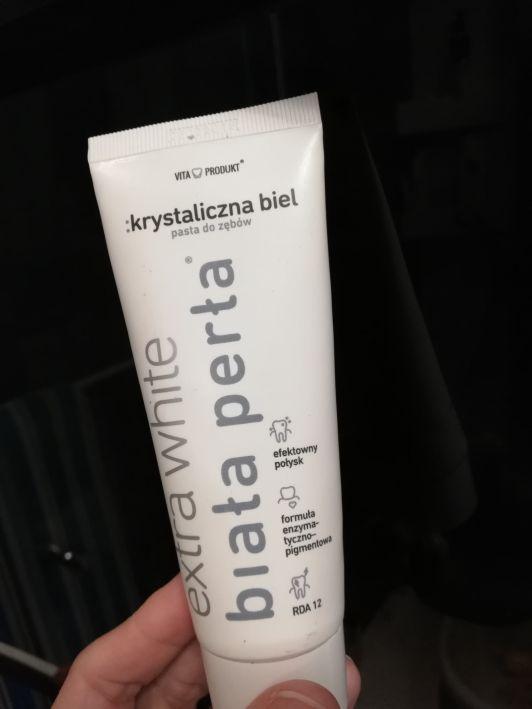 VITA PRODUKT®
:krystaliczna biel
pasta do zębów
extra white
biała perła®
efektowny
połysk
formuła
enzyma-
tyczno-
pigmentowa
RDA 12